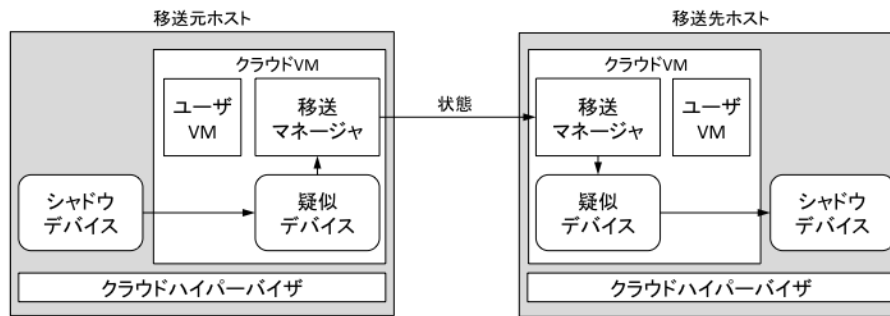 移送元ホスト
クラウドVM
ユーザ
VM
移送
マネージャ
シャドウ
デバイス
疑似
デバイス
クラウドハイパーバイザ
状態
移送先ホスト
クラウドVM
移送
マネージャ
ユーザ
VM
疑似
デバイス
シャドウ
デバイス
クラウドハイパーバイザ